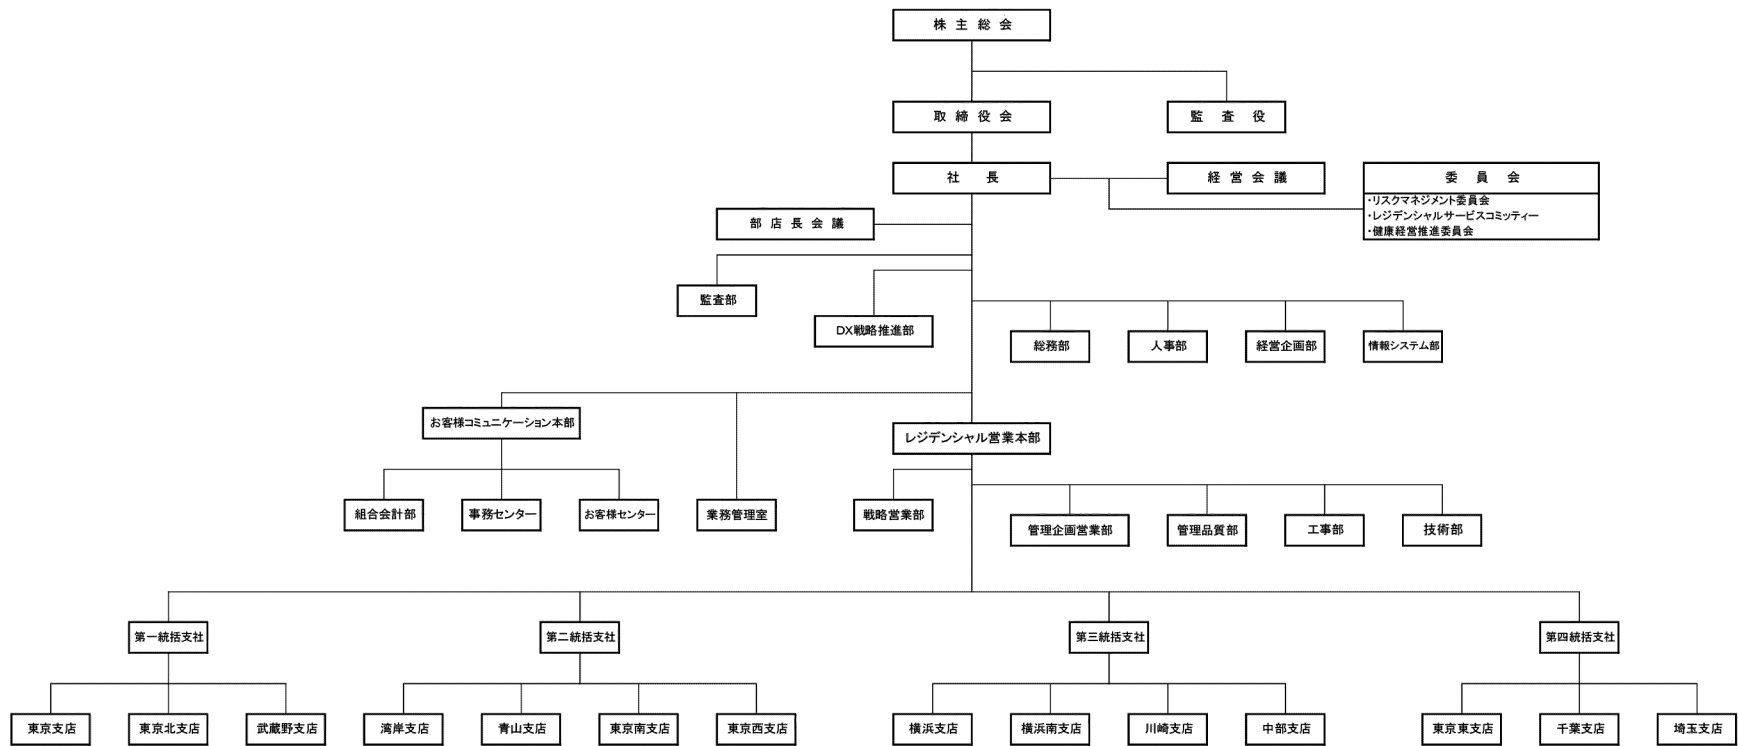 株主総会
取締役会
監査役
社長
経営会議
委員会
・リスクマネジメント委員会
・レジデンシャルサービスコミッティー
・健康経営推進委員会
部店長会議
監査部
DX戦略推進部
総務部
人事部
経営企画部
情報システム部
お客様コミュニケーション本部
レジデンシャル営業本部
組合会計部
事務センター
お客様センター
業務管理室
戦略営業部
管理企画営業部
管理品質部
工事部
技術部
第一統括支社
第二統括支社
第三統括支社
第四統括支社
東京支店
東京北支店
武蔵野支店
湾岸支店
青山支店
東京南支店
東京西支店
横浜支店
横浜南支店
川崎支店
中部支店
東京東支店
千葉支店
埼玉支店